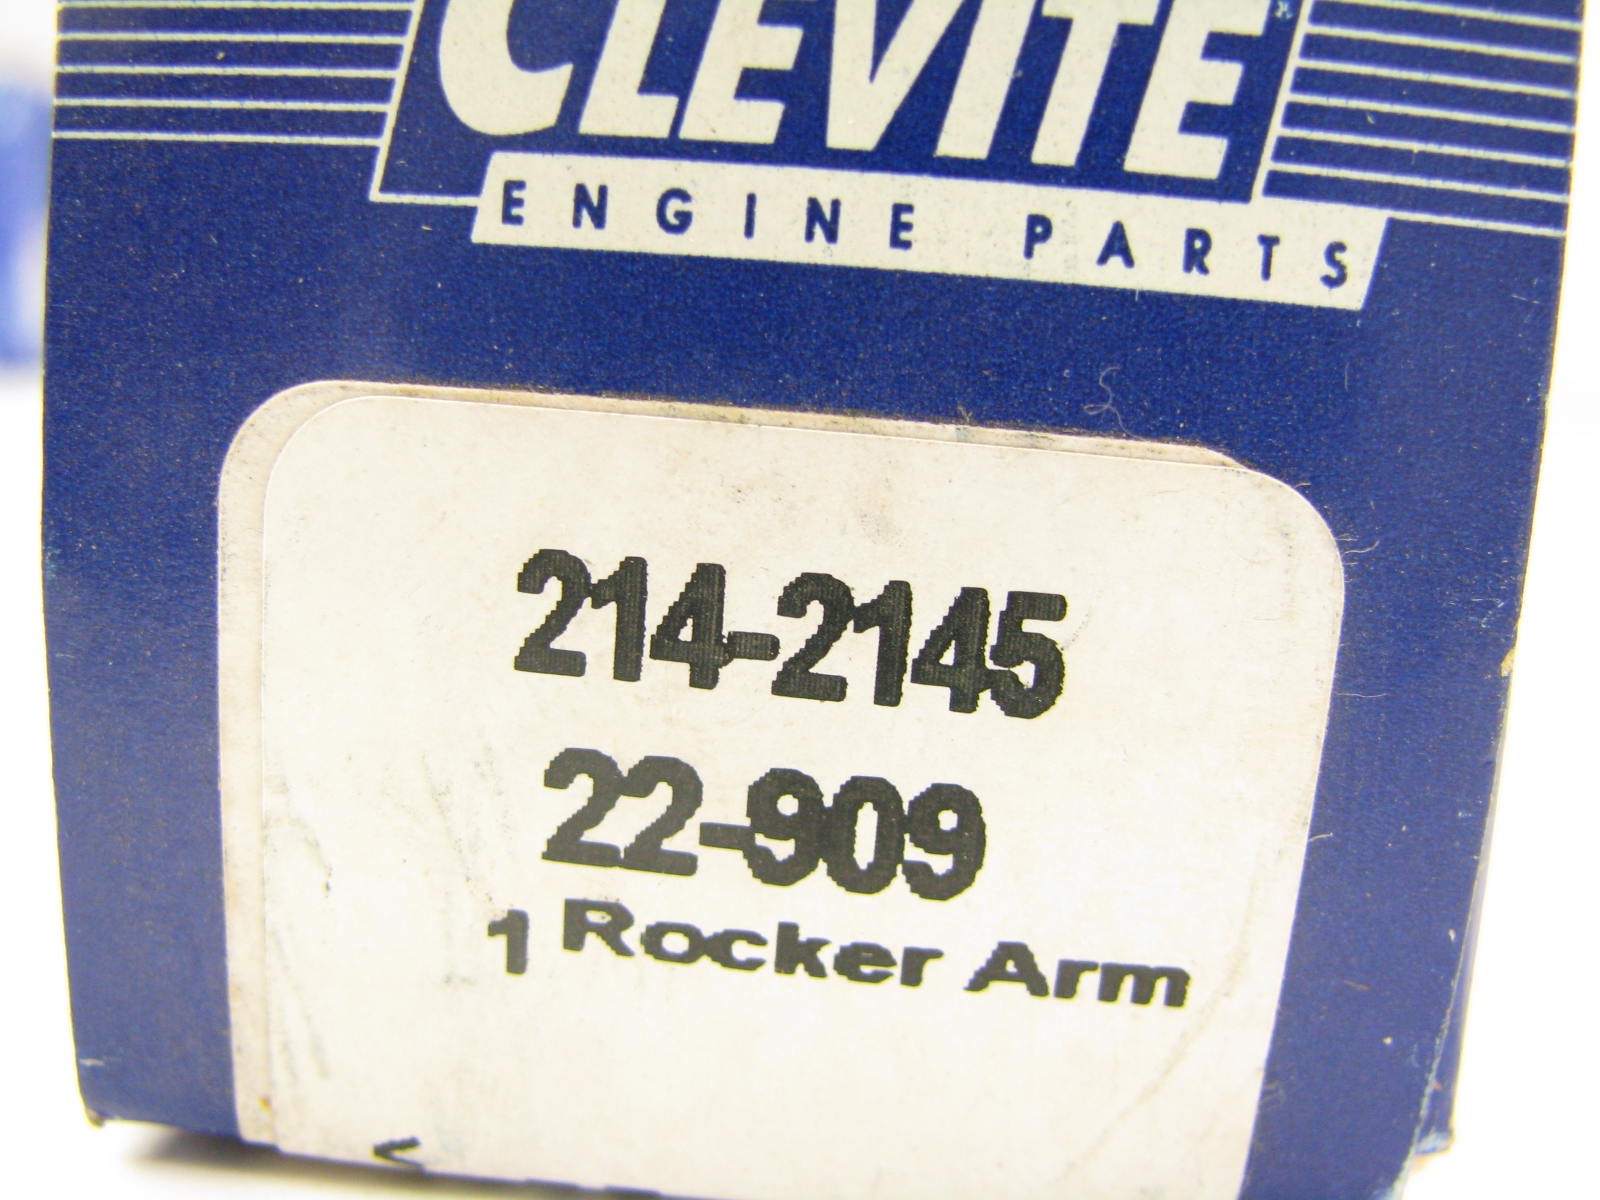 CLEVITE
ENGINE PARTS
214-2145
22-909
1 Rocker Arm